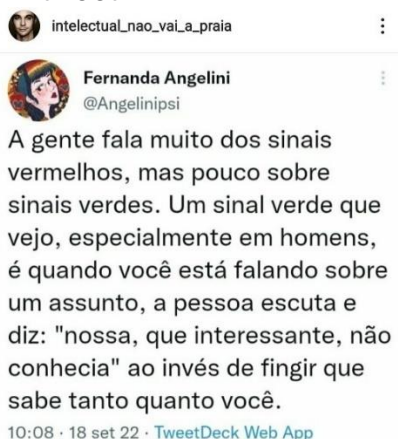 intelectual_nao_vai_a_praia
Fernanda Angelini
@Angelinipsi
A gente fala muito dos sinais
vermelhos, mas pouco sobre
sinais verdes. Um sinal verde que
vejo, especialmente em homens,
é quando você está falando sobre
um assunto, a pessoa escuta e
diz: "nossa, que interessante, não
conhecia" ao invés de fingir que
sabe tanto quanto você.
10:08 · 18 set 22 · TweetDeck Web App